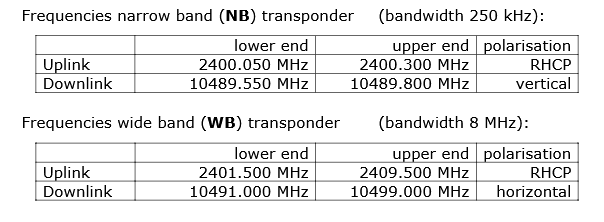 Frequencies narrow band (NB) transponder (bandwidth 250 kHz):
lower end upper end polarisation
Uplink 2400.050 MHz 2400.300 MHz RHCP
Downlink 10489.550 MHz 10489.800 MHz vertical
Frequencies wide band (WB) transponder (bandwidth 8 MHz):
lower end upper end polarisation
Uplink 2401.500 MHz 2409.500 MHz RHCP
Downlink 10491.000 MHz 10499.000 MHz horizontal